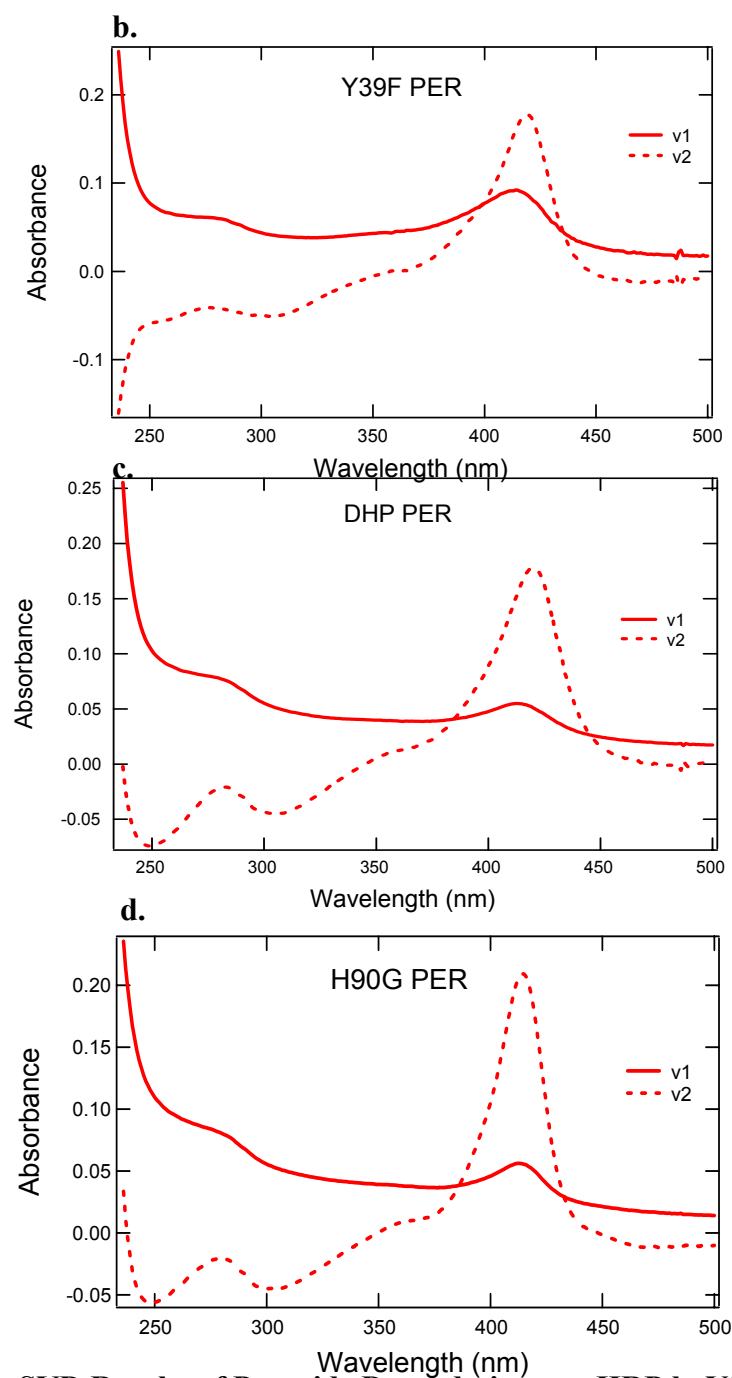 b.
Y39F PER
v1
v2
Absorbance
0.2
0.1
0.0
-0.1
250 300 350 400 450 500
Wavelength (nm)
c.
DHP PER
v1
v2
Absorbance
0.25
0.20
0.15
0.10
0.05
0.00
-0.05
250 300 350 400 450 500
Wavelength (nm)
d.
H90G PER
v1
v2
Absorbance
0.20
0.15
0.10
0.05
0.00
-0.05
250 300 350 400 450 500
Wavelength (nm)